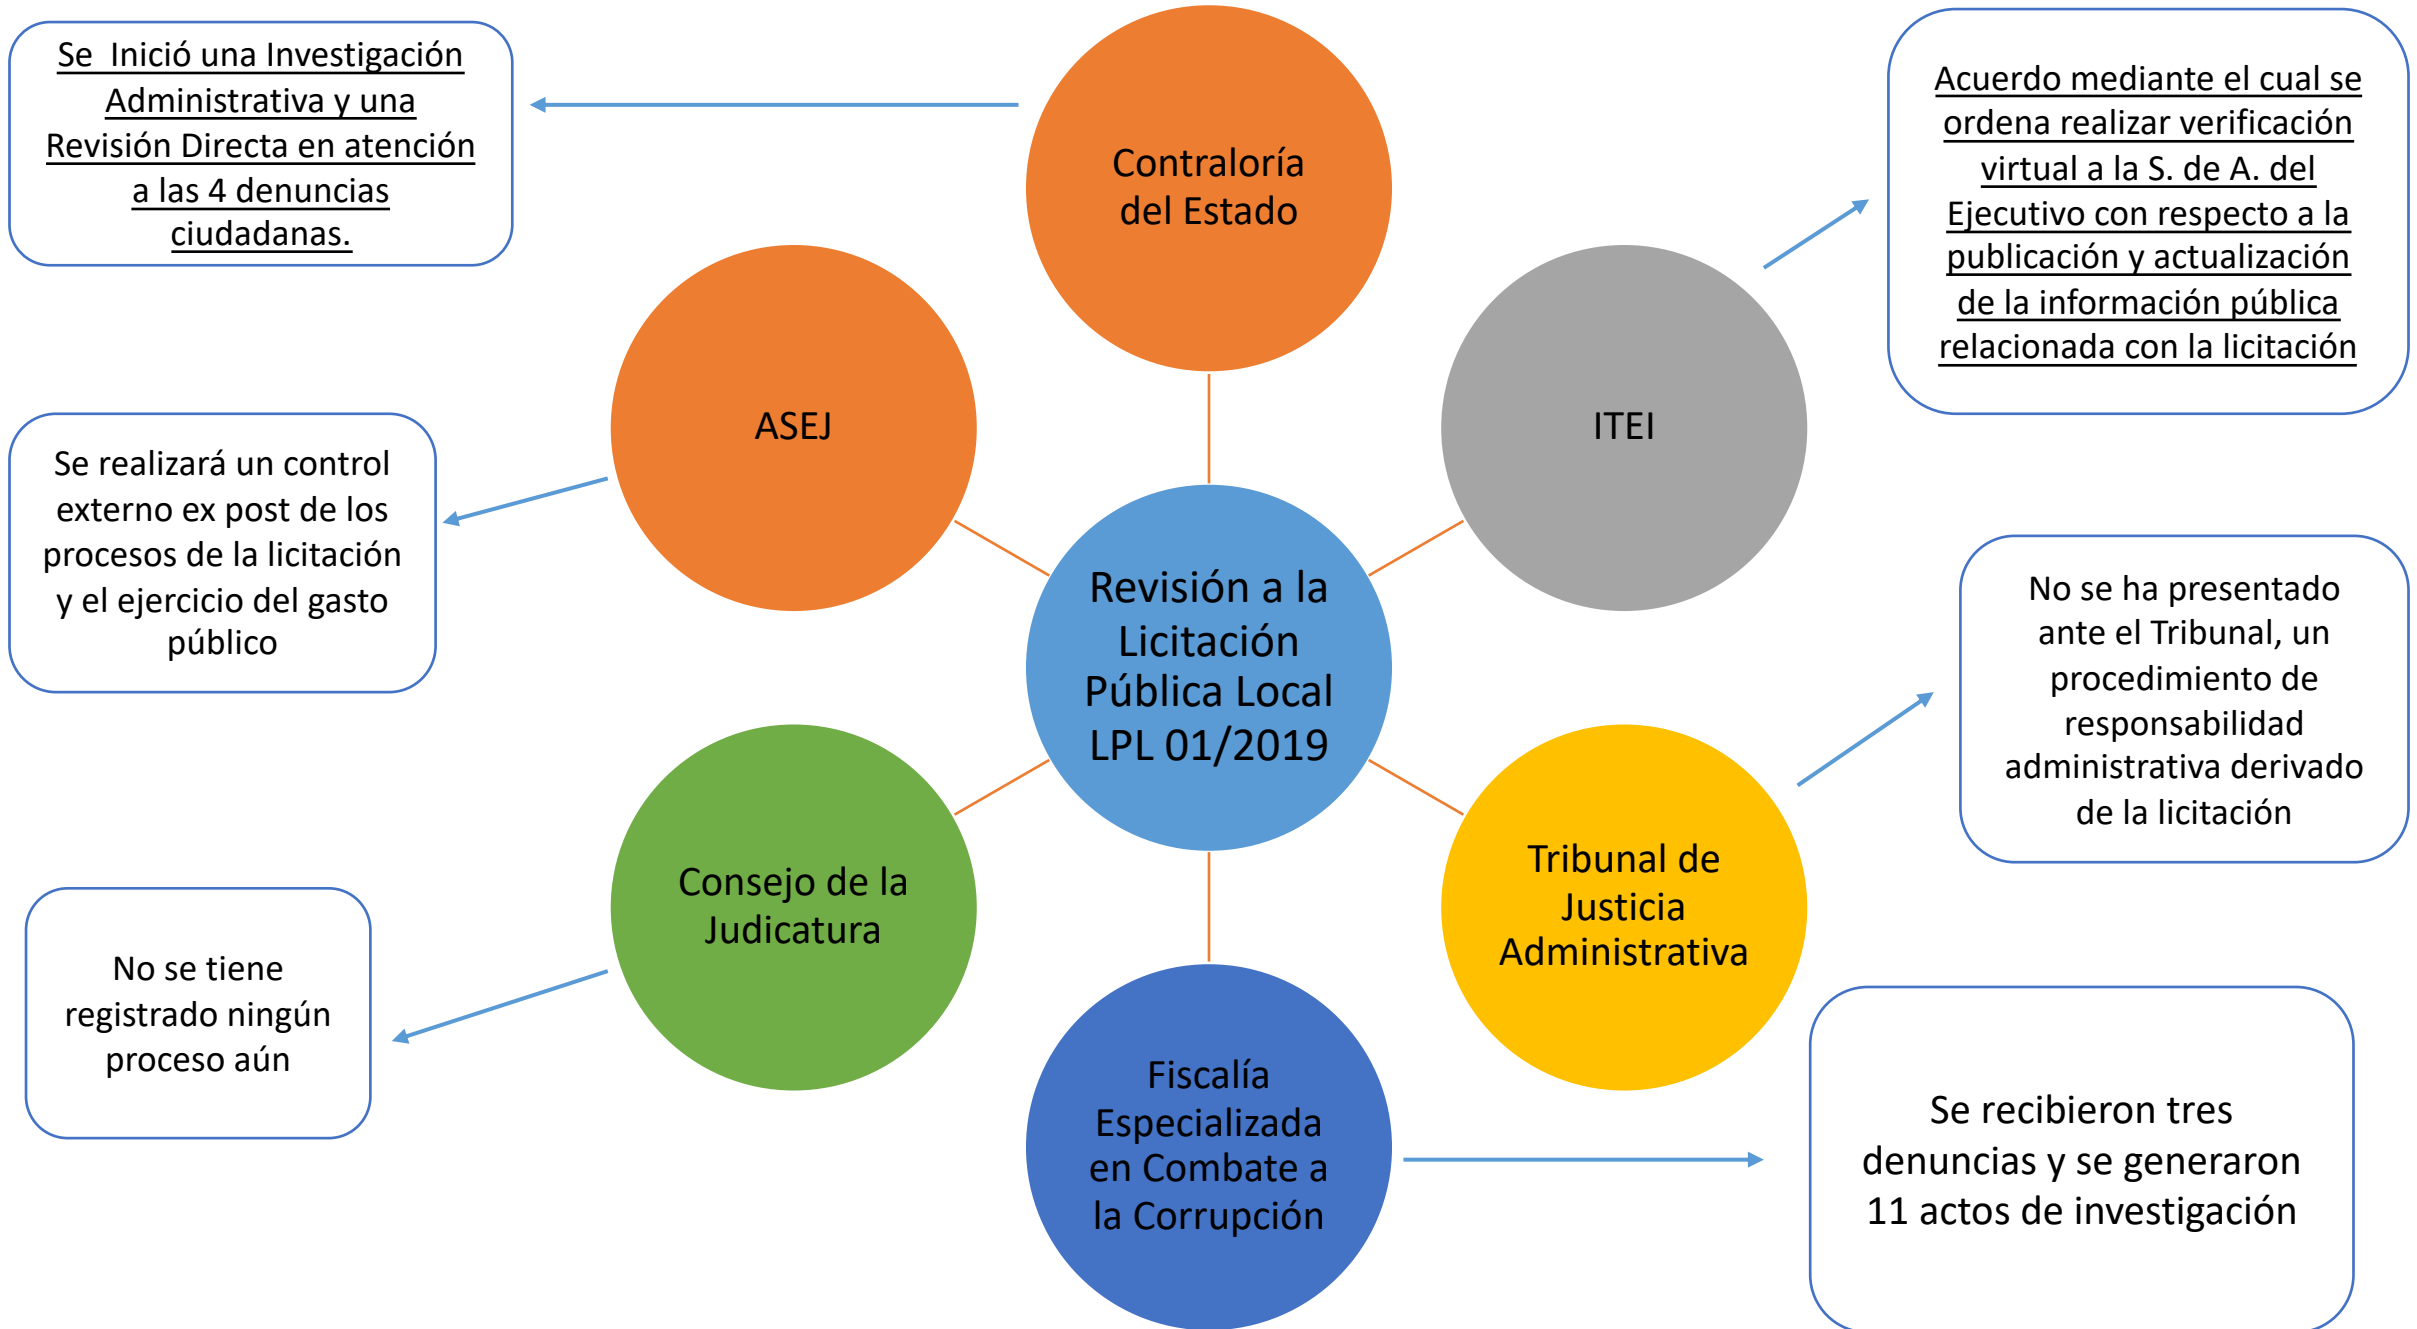 Se  Inició una Investigación
Administrativa y una
Revisión Directa en atención
a las 4 denuncias
ciudadanas.
Contraloría
del Estado
Acuerdo mediante el cual se
ordena realizar verificación
virtual a la S. de A. del
Ejecutivo con respecto a la
publicación y actualización
de la información pública
relacionada con la licitación
ASEJ
ITEI
Se realizará un control
externo ex post de los
procesos de la licitación
y el ejercicio del gasto
público
Revisión a la
Licitación
Pública Local
LPL 01/2019
No se ha presentado
ante el Tribunal, un
procedimiento de
responsabilidad
administrativa derivado
de la licitación
Consejo de la
Judicatura
Tribunal de
Justicia
Administrativa
No se tiene
registrado ningún
proceso aún
Fiscalía
Especializada
en Combate a
la Corrupción
Se recibieron tres
denuncias y se generaron
11 actos de investigación